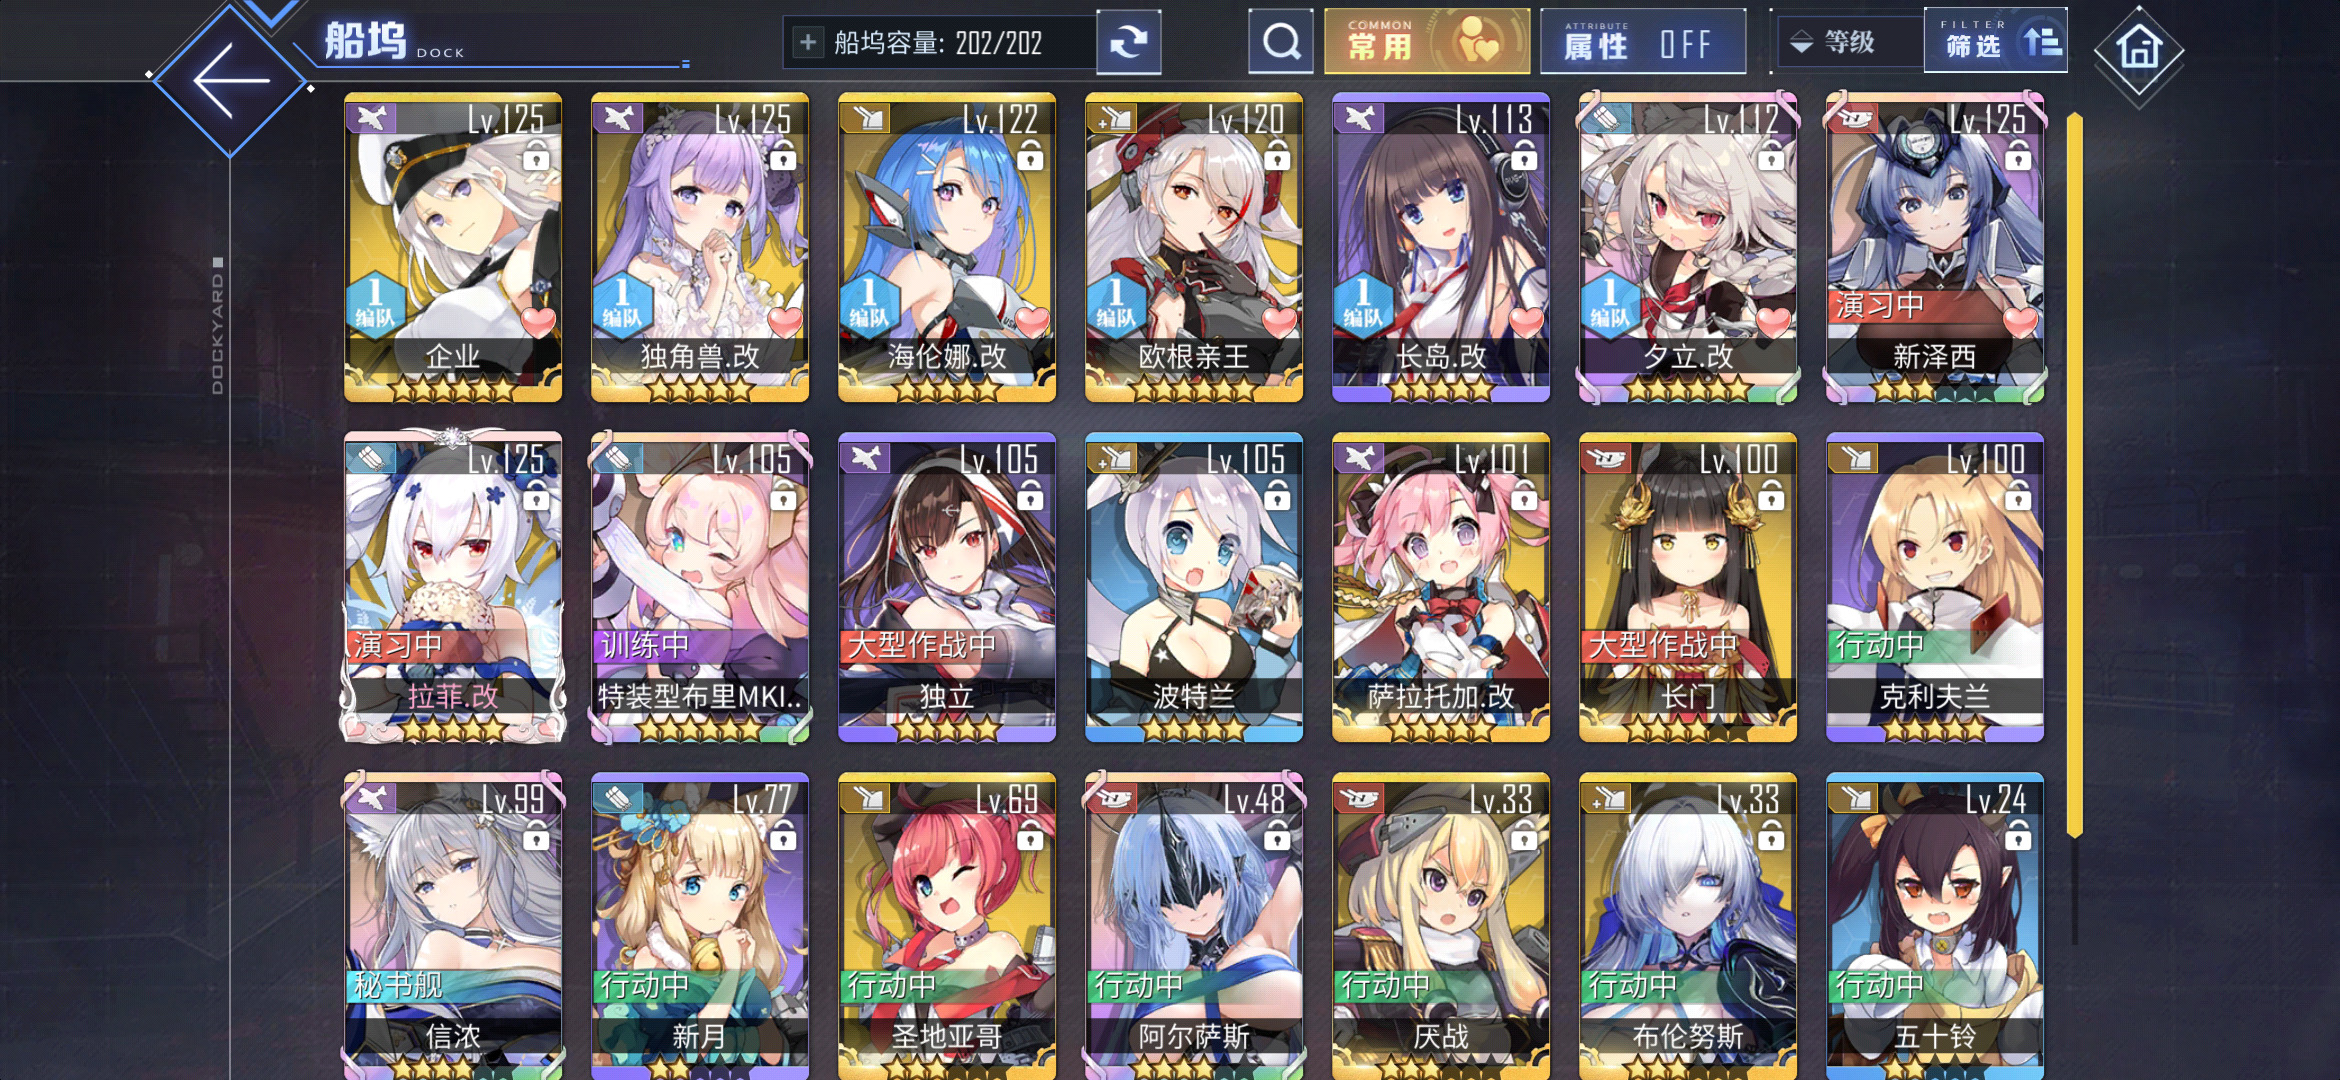 船坞 DOCK
船坞容量: 202/202
COMMON
常用
ATTRIBUTE
属性 OFF
等级
FILTER
筛选
DOCKYARD
Lv.125
1
编队
企业
Lv.125
1
编队
独角兽.改
Lv.122
1
编队
海伦娜.改
Lv.120
1
编队
欧根亲王
Lv.113
1
编队
长岛.改
Lv.112
1
编队
夕立.改
Lv.125
演习中
新泽西
Lv.125
演习中
拉菲.改
Lv.105
训练中
特装型布里MKI..
Lv.105
大型作战中
独立
Lv.105
波特兰
Lv.101
萨拉托加.改
Lv.100
大型作战中
长门
Lv.100
行动中
克利夫兰
Lv.99
秘书舰
信浓
Lv.77
行动中
新月
Lv.69
行动中
圣地亚哥
Lv.48
行动中
阿尔萨斯
Lv.33
行动中
厌战
Lv.33
行动中
布伦努斯
Lv.24
行动中
五十铃